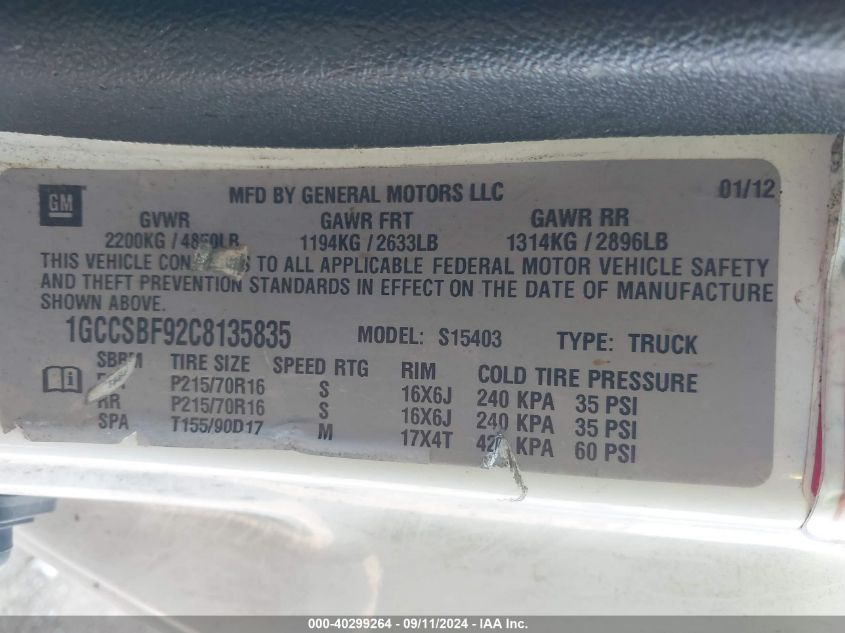 GM MFD BY GENERAL MOTORS LLC 01/12
GVWR GAWR FRT GAWR RR
2200KG / LB 1194KG / 2633LB 1314KG / 2896LB
THIS VEHICLE TO ALL APPLICABLE FEDERAL MOTOR VEHICLE SAFETY
AND THEFT PREVENTION STANDARDS IN EFFECT ON THE DATE OF MANUFACTURE
SHOWN ABOVE.
1GCCSBF92C8135835 MODEL: S15403 TYPE: TRUCK
TIRE SIZE SPEED RTG RIM COLD TIRE PRESSURE
P215/70R16 S 16X6J 240 KPA 35 PSI
RR P215/70R16 S 16X6J 240 KPA 35 PSI
SPA T155/90D17 M 17X4T KPA 60 PSI
000-40299264 - 09/11/2024 - IAA Inc.